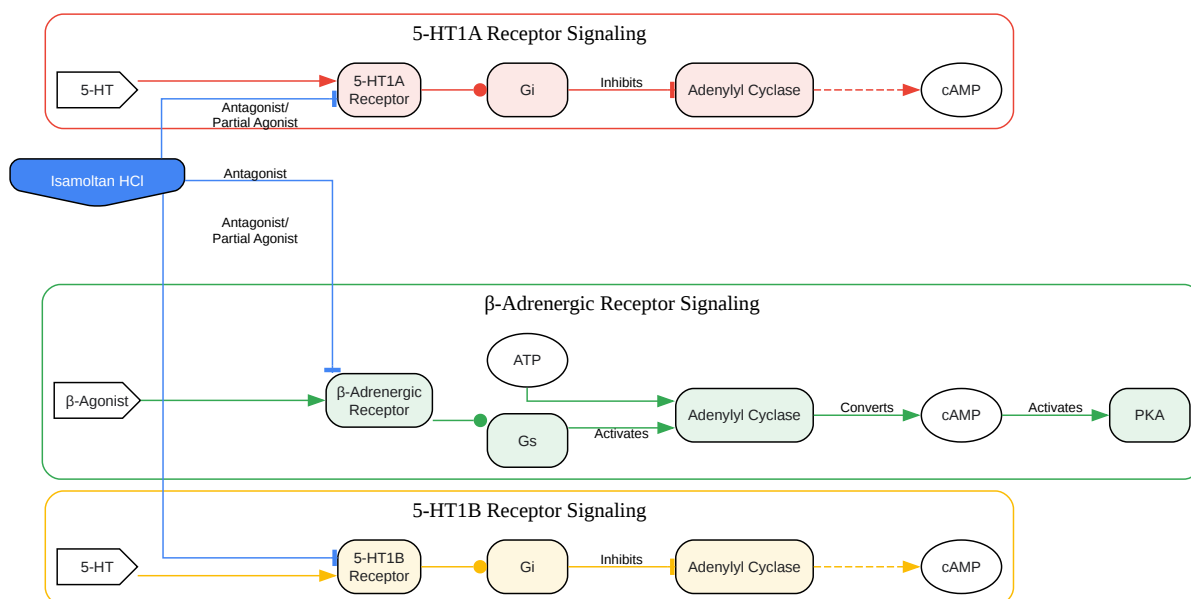 5-HT1A Receptor Signaling
5-HT
5-HT1A
Receptor
Gi
Inhibits
Adenylyl Cyclase
cAMP
Antagonist/
Partial Agonist
Isamoltan HCl
Antagonist
Antagonist/
Partial Agonist
β-Adrenergic Receptor Signaling
ATP
β-Agonist
β-Adrenergic
Receptor
Gs
Activates
Adenylyl Cyclase
Converts
cAMP
Activates
PKA
5-HT1B Receptor Signaling
5-HT
5-HT1B
Receptor
Gi
Inhibits
Adenylyl Cyclase
cAMP